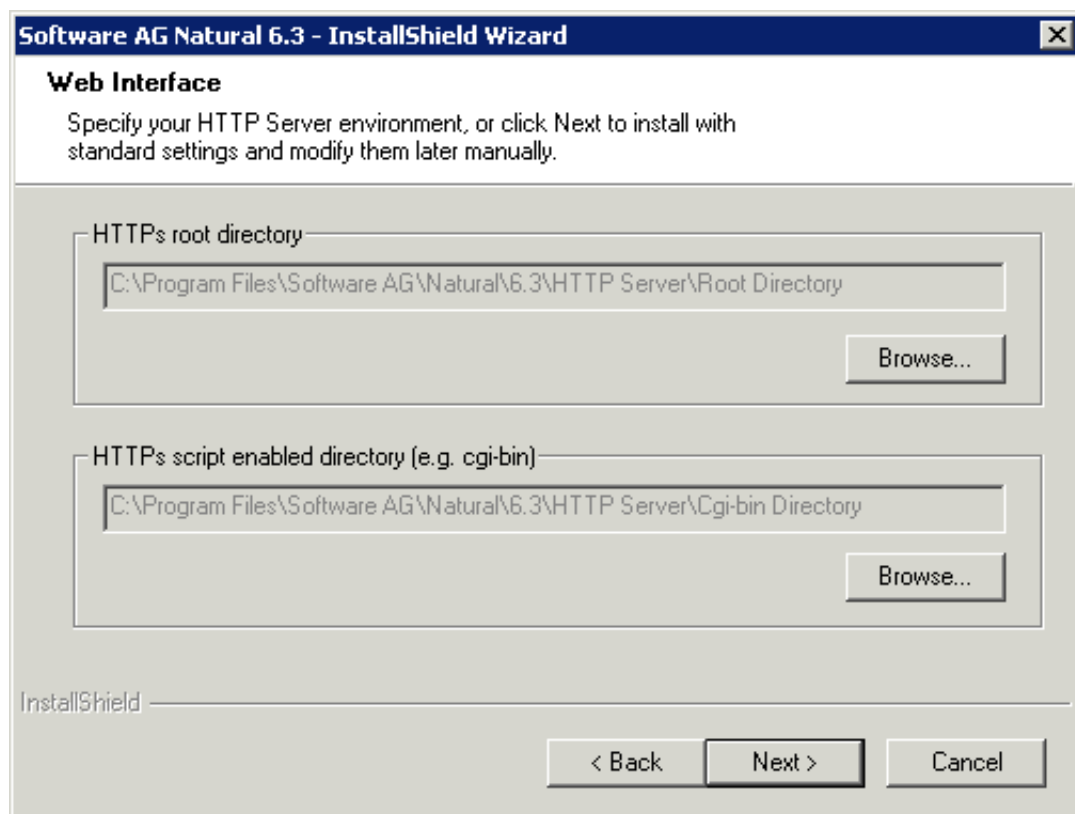 Software AG Natural 6.3 - InstallShield Wizard
Web Interface
Specify your HTTP Server environment, or click Next to install with
standard settings and modify them later manually.
HTTPs root directory
C:\Program Files\Software AG\Natural\6.3\HTTP Server\Root Directory
Browse...
HTTPs script enabled directory (e.g. cgi-bin)
C:\Program Files\Software AG\Natural\6.3\HTTP Server\Cgi-bin Directory
Browse...
InstallShield
< Back Next > Cancel